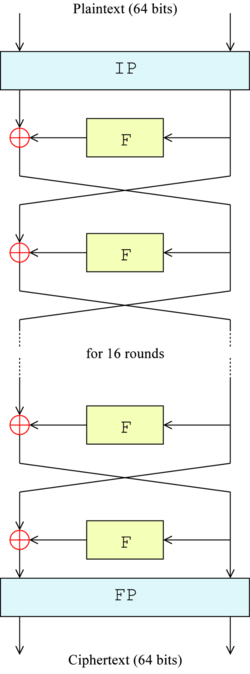 Plaintext (64 bits)
IP
F
F
for 16 rounds
F
F
FP
Ciphertext (64 bits)